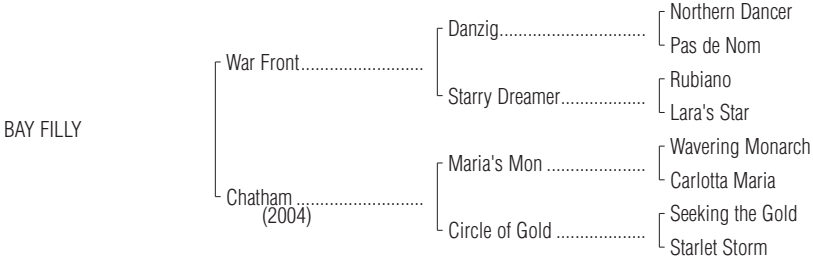 Northern Dancer
Danzig..............................
Pas de Nom
War Front..........................
Rubiano
Starry Dreamer..................
Lara's Star
BAY FILLY
Wavering Monarch
Maria's Mon .....................
Carlotta Maria
Chatham ...........................
(2004)
Seeking the Gold
Circle of Gold ...................
Starlet Storm